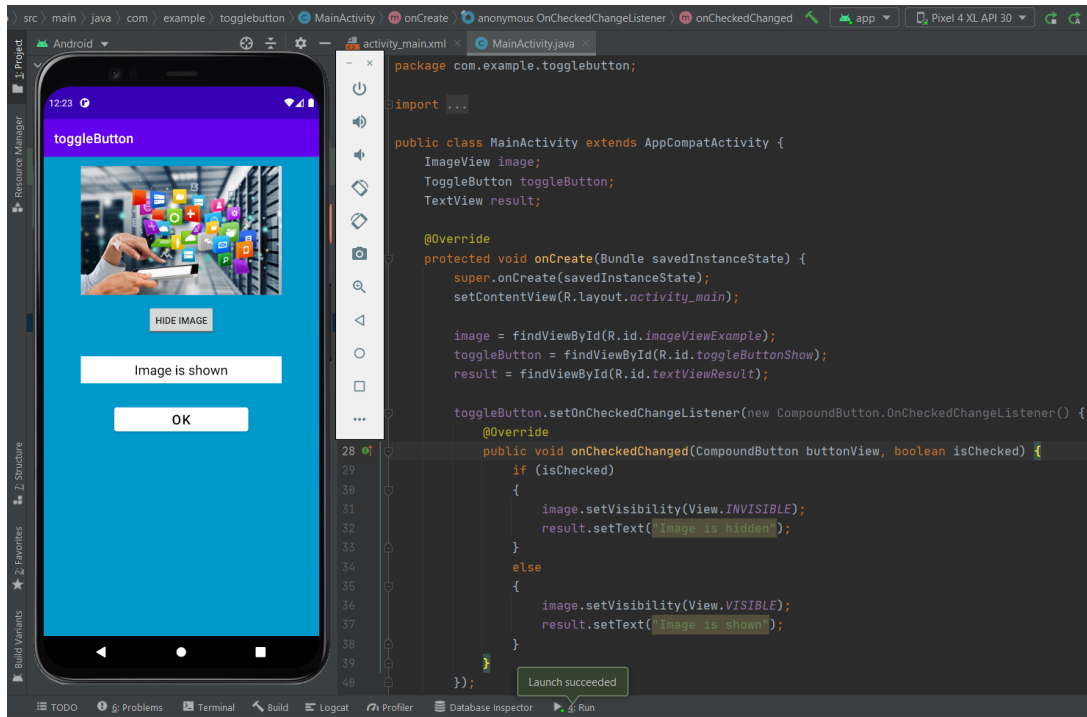 src main java com example togglebutton MainActivity onCreate anonymous OnCheckedChangeListener onCheckedChanged app Pixel 4 XL API 30
1: Project
Resource Manager
Z: Structure
2: Favorites
Build Variants
Android
activity_main.xml
MainActivity.java
12:23
toggleButton
HIDE IMAGE
Image is shown
OK
package com.example.togglebutton;
import ...
public class MainActivity extends AppCompatActivity {
ImageView image;
ToggleButton toggleButton;
TextView result;
@Override
protected void onCreate(Bundle savedInstanceState) {
super.onCreate(savedInstanceState);
setContentView(R.layout.activity_main);
image = findViewById(R.id.imageViewExample);
toggleButton = findViewById(R.id.toggleButtonShow);
result = findViewById(R.id.textViewResult);
toggleButton.setOnCheckedChangeListener(new CompoundButton.OnCheckedChangeListener() {
@Override
28 public void onCheckedChanged(CompoundButton buttonView, boolean isChecked) {
29 if (isChecked)
30 {
31 image.setVisibility(View.INVISIBLE);
32 result.setText("Image is hidden");
33 }
34 else
35 {
36 image.setVisibility(View.VISIBLE);
37 result.setText("Image is shown");
38 }
39 }
40 });
Launch succeeded
TODO 6: Problems Terminal Build Logcat Profiler Database Inspector 4: Run